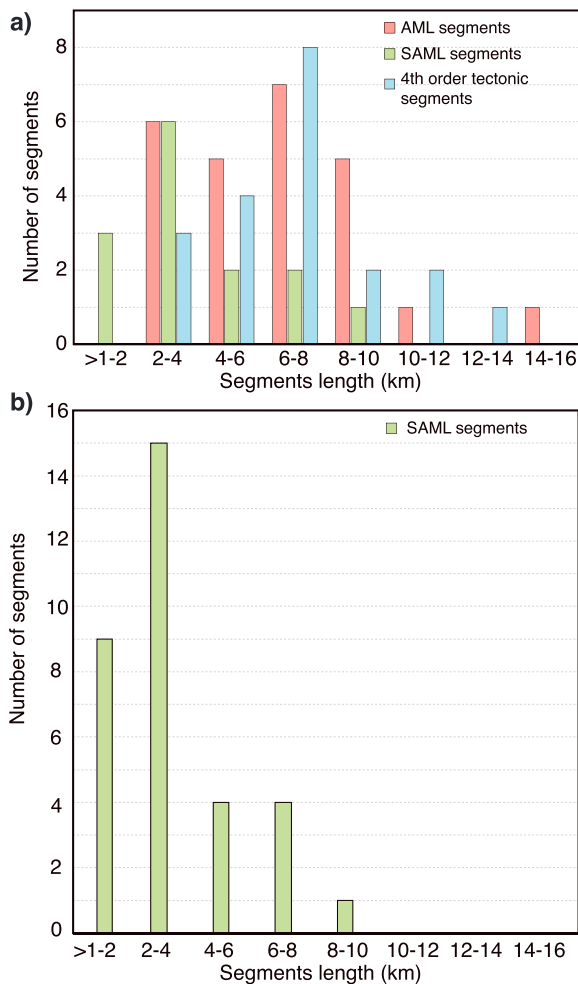 a)
8
6
4
2
0
Number of segments
AML segments
SAML segments
4th order tectonic
segments
>1-2 2-4 4-6 6-8 8-10 10-12 12-14 14-16
Segments length (km)
b)
16
14
12
10
8
6
4
2
0
Number of segments
SAML segments
>1-2 2-4 4-6 6-8 8-10 10-12 12-14 14-16
Segments length (km)